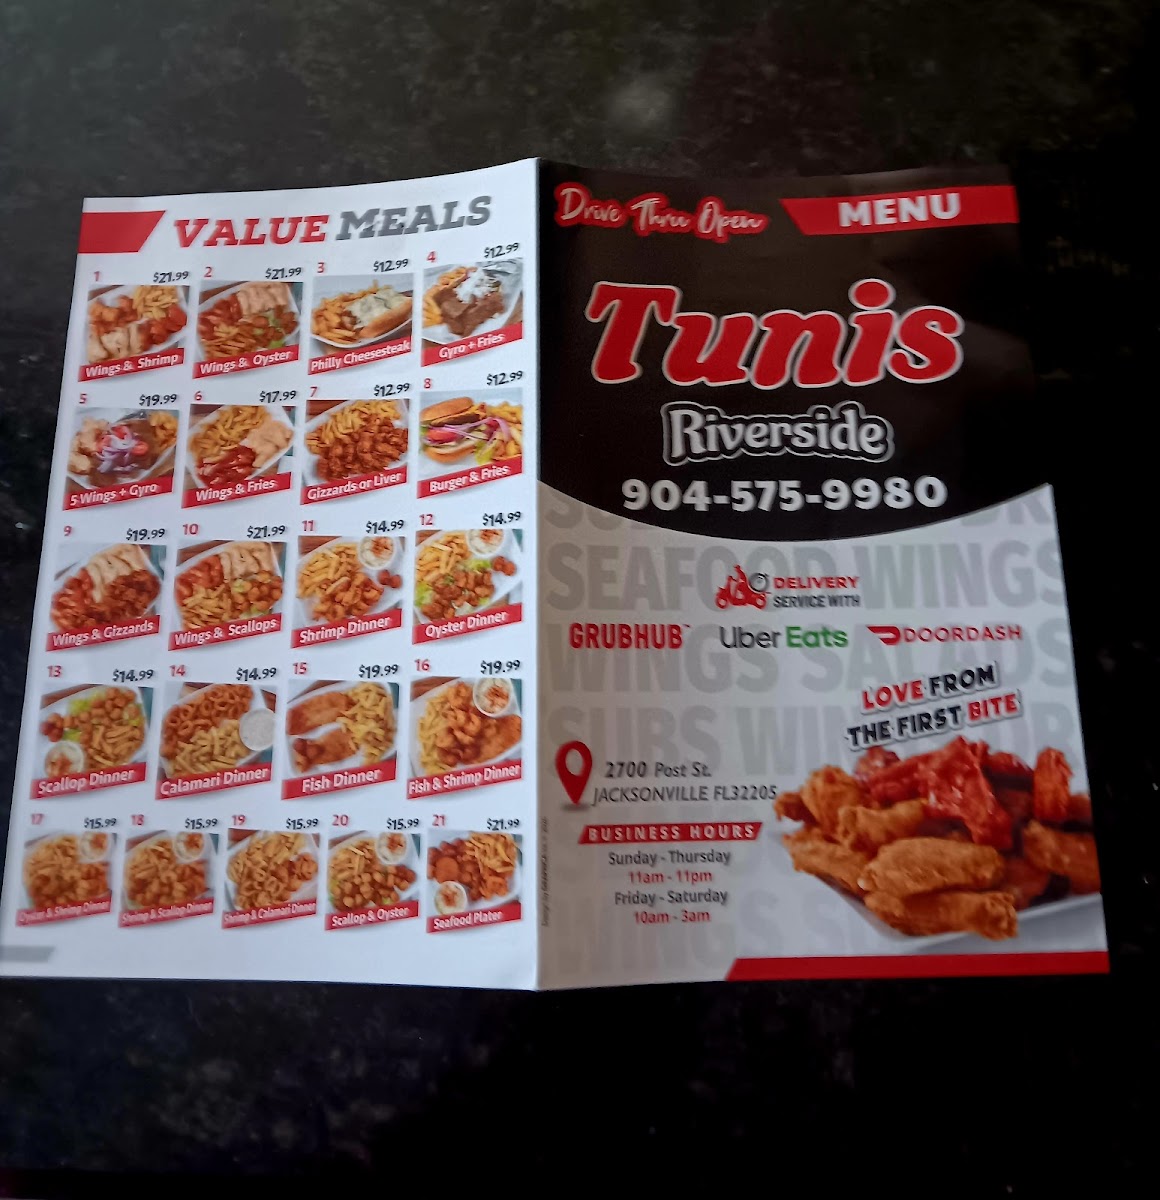 VALUE MEALS
1 $21.99 2 $21.99 3 $12.99 4 $12.99
Wings & Shrimp Wings & Oyster Philly Cheesesteak Gyro + Fries
5 $19.99 6 $17.99 7 $12.99 8 $12.99
5 Wings + Gyro Wings & Fries Gizzards or Liver Burger & Fries
9 $19.99 10 $21.99 11 $14.99 12 $14.99
Wings & Gizzards Wings & Scallops Shrimp Dinner Oyster Dinner
13 $14.99 14 $14.99 15 $19.99 16 $19.99
Scallop Dinner Calamari Dinner Fish Dinner Fish & Shrimp Dinner
17 $15.99 18 $15.99 19 $15.99 20 $15.99 21 $21.99
Oyster & Shrimp Dinner Shrimp & Scallop Dinner Shrimp & Calamari Dinner Scallop & Oyster Seafood Plater
Drive Thru Open
MENU
Tunis
Riverside
904-575-9980
SEAFOOD WINGS
WINGS SALADS
SUBS
WINGS
DELIVERY
SERVICE WITH
GRUBHUB™ Uber Eats DOORDASH
LOVE FROM
THE FIRST BITE
2700 Post St.
JACKSONVILLE FL32205
BUSINESS HOURS
Sunday - Thursday
11am - 11pm
Friday - Saturday
10am - 3am